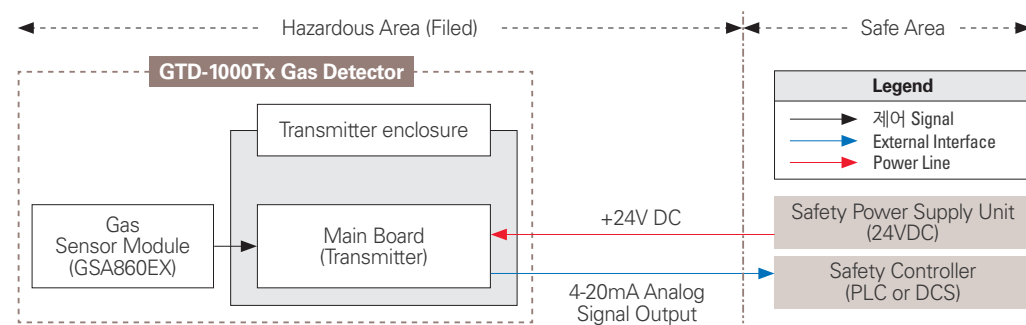 Hazardous Area (Filed)
Safe Area
GTD-1000Tx Gas Detector
Legend
제어 Signal
External Interface
Power Line
Transmitter enclosure
Gas
Sensor Module
(GSA860EX)
Main Board
(Transmitter)
+24V DC
4-20mA Analog
Signal Output
Safety Power Supply Unit
(24VDC)
Safety Controller
(PLC or DCS)